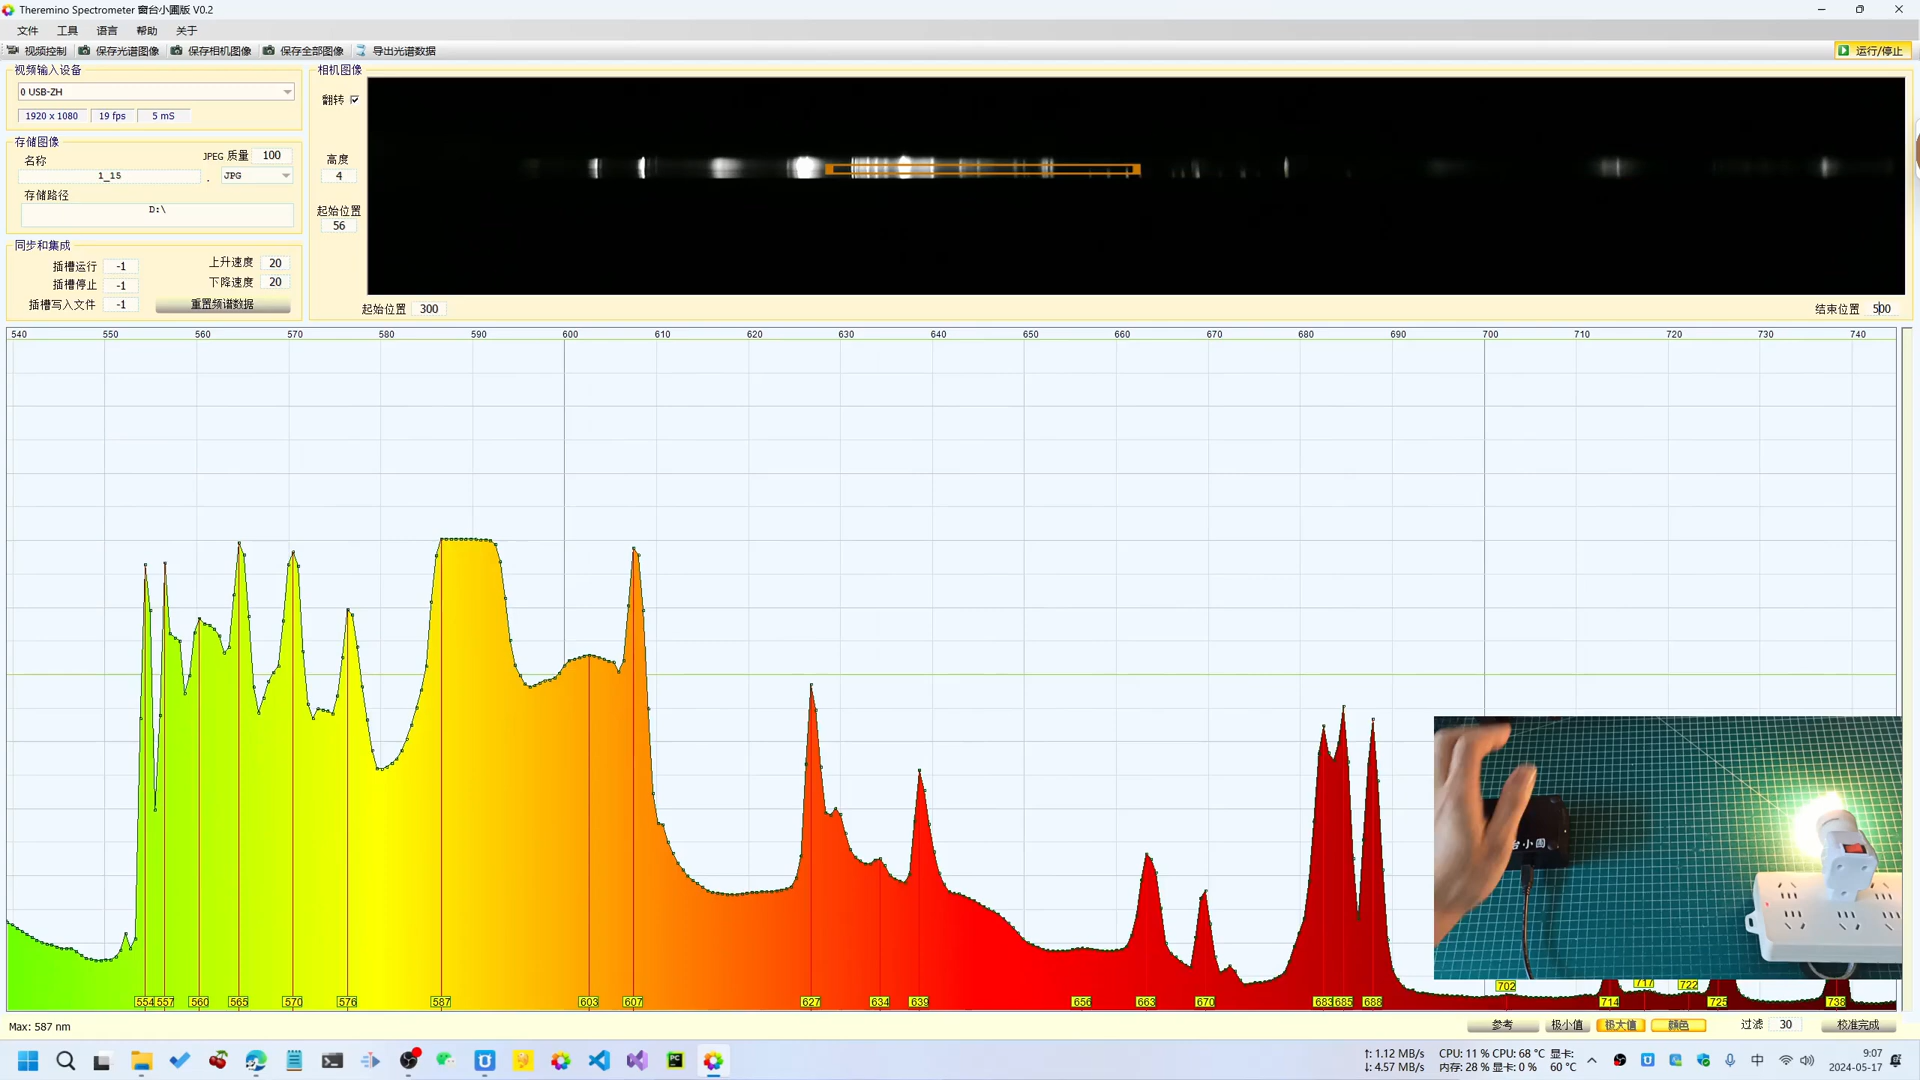 Theremino Spectrometer 窗台小圃版 V0.2
文件 工具 语言 帮助 关于
视频控制 保存光谱图像 保存相机图像 保存全部图像 导出光谱数据 运行/停止
视频输入设备
0 USB-ZH
1920 x 1080 19 fps 5 mS
存储图像
名称 JPEG 质量 100
1_15 . JPG
存储路径
D:\
同步和集成
插槽运行 -1 上升速度 20
插槽停止 -1 下降速度 20
插槽写入文件 -1 重置频谱数据
相机图像
翻转
高度
4
起始位置
56
起始位置 300 结束位置 500
540 550 560 570 580 590 600 610 620 630 640 650 660 670 680 690 700 710 720 730 740
台小圃
554 557 560 565 570 576 587 603 607 627 634 639 656 663 670 683 685 688 702 714 717 722 725 738
Max: 587 nm 参考 极小值 极大值 颜色 过滤 30 校准完成
↑: 1.12 MB/s CPU: 11 % CPU: 68 °C 显卡: 中 9:07
↓: 4.57 MB/s 内存: 28 % 显卡: 0 % 60 °C 2024-05-17